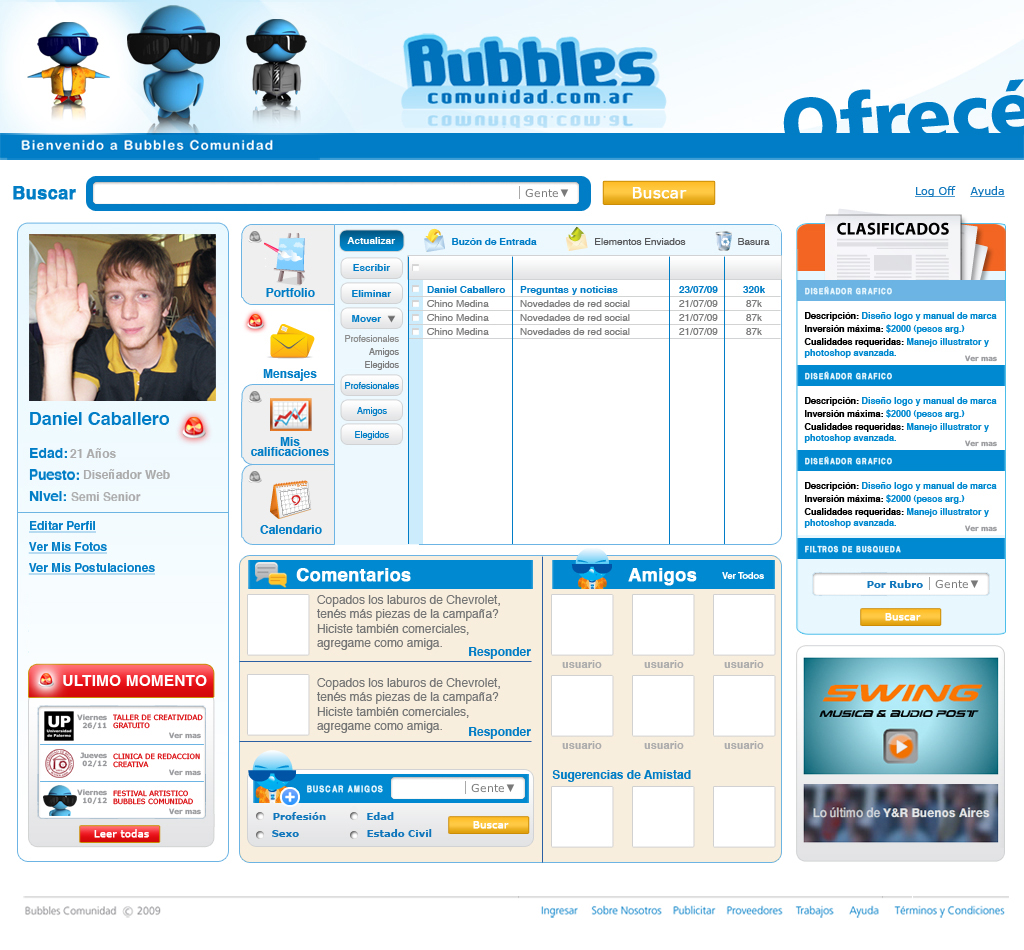 Bubbles
comunidad.com.ar
Ofrecé
Bienvenido a Bubbles Comunidad
Buscar
Gente
Buscar
Log Off
Ayuda
Daniel Caballero
Edad: 21 Años
Puesto: Diseñador Web
Nivel: Semi Senior
Editar Perfil
Ver Mis Fotos
Ver Mis Postulaciones
ULTIMO MOMENTO
UP
Universidad
de Palermo
Viernes
26/11
TALLER DE CREATIVIDAD
GRATUITO
Ver mas
Jueves
02/12
CLINICA DE REDACCION
CREATIVA
Ver mas
Viernes
10/12
FESTIVAL ARTISTICO
BUBBLES COMUNIDAD
Ver mas
Leer todas
Portfolio
Mensajes
Mis
calificaciones
Calendario
Actualizar
Buzón de Entrada
Elementos Enviados
Basura
Escribir
Eliminar
Mover
Profesionales
Amigos
Elegidos
Profesionales
Amigos
Elegidos
Daniel Caballero Preguntas y noticias 23/07/09 320k
Chino Medina Novedades de red social 21/07/09 87k
Chino Medina Novedades de red social 21/07/09 87k
Chino Medina Novedades de red social 21/07/09 87k
Comentarios
Copados los laburos de Chevrolet,
tenés más piezas de la campaña?
Hiciste también comerciales,
agregame como amiga.
Responder
Copados los laburos de Chevrolet,
tenés más piezas de la campaña?
Hiciste también comerciales,
agregame como amiga.
Responder
BUSCAR AMIGOS
Gente
Profesión
Edad
Sexo
Estado Civil
Buscar
Amigos
Ver Todos
usuario usuario usuario
usuario usuario usuario
Sugerencias de Amistad
CLASIFICADOS
DISEÑADOR GRAFICO
Descripción: Diseño logo y manual de marca
Inversión máxima: $2000 (pesos arg.)
Cualidades requeridas: Manejo illustrator y
photoshop avanzada.
Ver mas
DISEÑADOR GRAFICO
Descripción: Diseño logo y manual de marca
Inversión máxima: $2000 (pesos arg.)
Cualidades requeridas: Manejo illustrator y
photoshop avanzada.
Ver mas
DISEÑADOR GRAFICO
Descripción: Diseño logo y manual de marca
Inversión máxima: $2000 (pesos arg.)
Cualidades requeridas: Manejo illustrator y
photoshop avanzada.
Ver mas
FILTROS DE BUSQUEDA
Por Rubro
Gente
Buscar
SWING
MUSICA & AUDIO POST
Lo último de Y&R Buenos Aires
Bubbles Comunidad © 2009
Ingresar Sobre Nosotros Publicitar Proveedores Trabajos Ayuda Términos y Condiciones